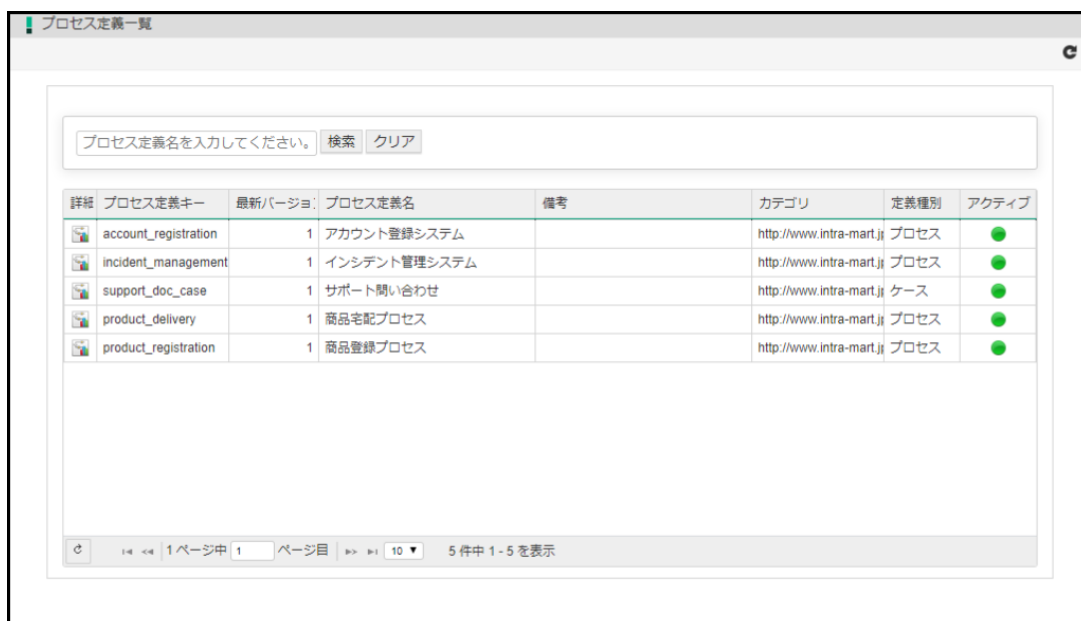 プロセス定義一覧
プロセス定義名を入力してください。 検索 クリア
詳細 プロセス定義キー 最新バージョ プロセス定義名 備考 カテゴリ 定義種別 アクティブ
account_registration 1 アカウント登録システム http://www.intra-mart.jp プロセス
incident_management 1 インシデント管理システム http://www.intra-mart.jp プロセス
support_doc_case 1 サポート問い合わせ http://www.intra-mart.jp ケース
product_delivery 1 商品宅配プロセス http://www.intra-mart.jp プロセス
product_registration 1 商品登録プロセス http://www.intra-mart.jp プロセス
1 ページ中 1 ページ目 10 5 件中 1 - 5 を表示